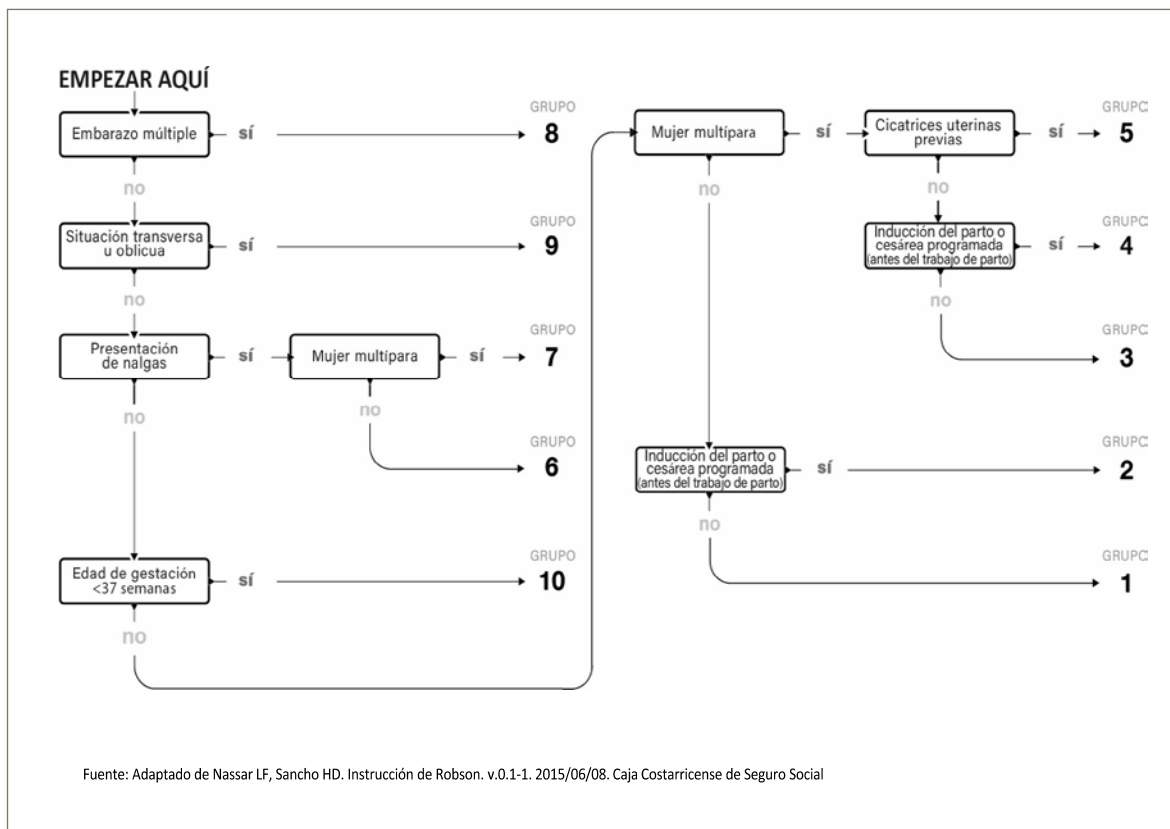 EMPEZAR AQUÍ
Embarazo múltiple
sí
GRUPO
8
no
Situación transversa
u oblicua
sí
GRUPO
9
no
Presentación
de nalgas
sí
Mujer multípara
sí
GRUPO
7
no
GRUPO
6
no
Edad de gestación
<37 semanas
sí
GRUPO
10
no
Mujer multípara
sí
Cicatrices uterinas
previas
sí
GRUPO
5
no
Inducción del parto o
cesárea programada
(antes del trabajo de parto)
sí
GRUPO
4
no
GRUPO
3
no
Inducción del parto o
cesárea programada
(antes del trabajo de parto)
sí
GRUPO
2
no
GRUPO
1
Fuente: Adaptado de Nassar LF, Sancho HD. Instrucción de Robson. v.0.1-1. 2015/06/08. Caja Costarricense de Seguro Social